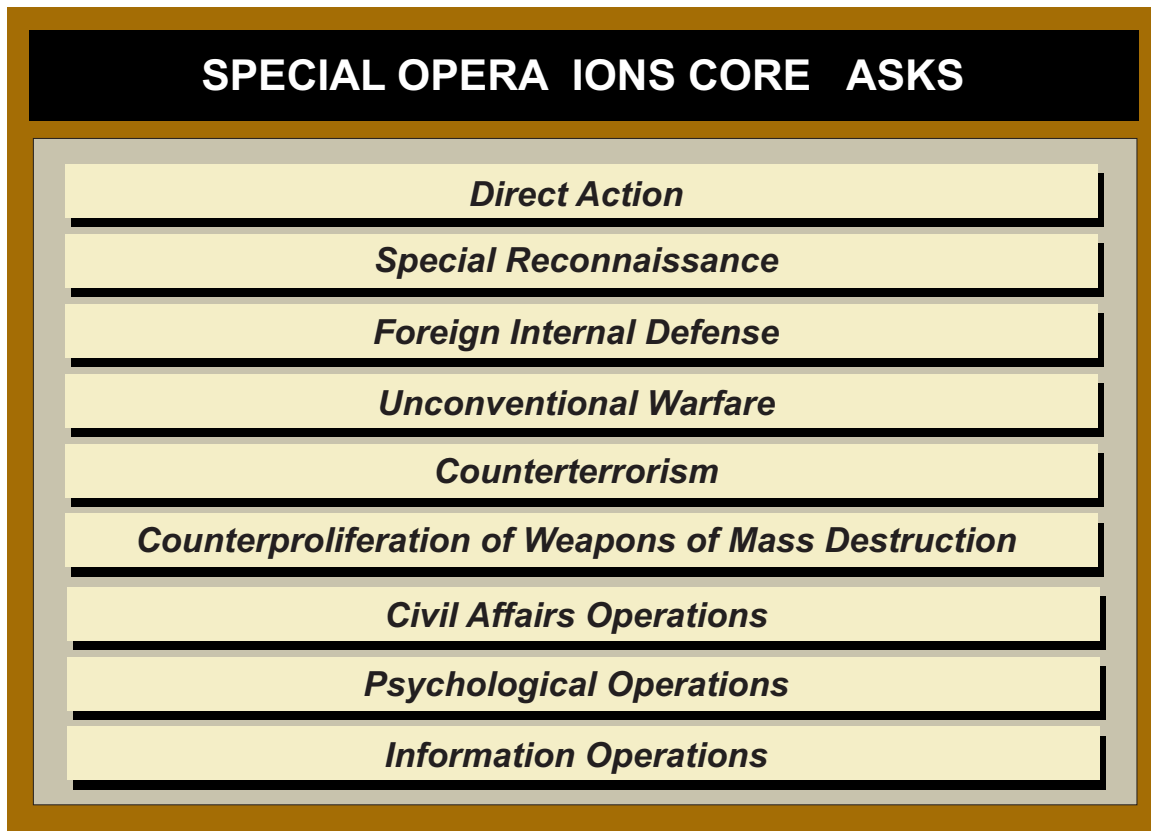 SPECIAL OPERA IONS CORE ASKS
Direct Action
Special Reconnaissance
Foreign Internal Defense
Unconventional Warfare
Counterterrorism
Counterproliferation of Weapons of Mass Destruction
Civil Affairs Operations
Psychological Operations
Information Operations